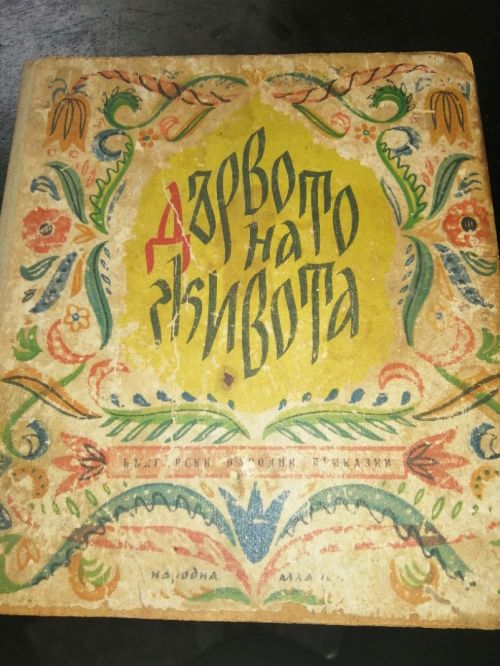 Дървото
на
живота
БЪЛГАРСКИ НАРОДНИ ПРИКАЗКИ
НАРОДНА МЛАДЕЖ